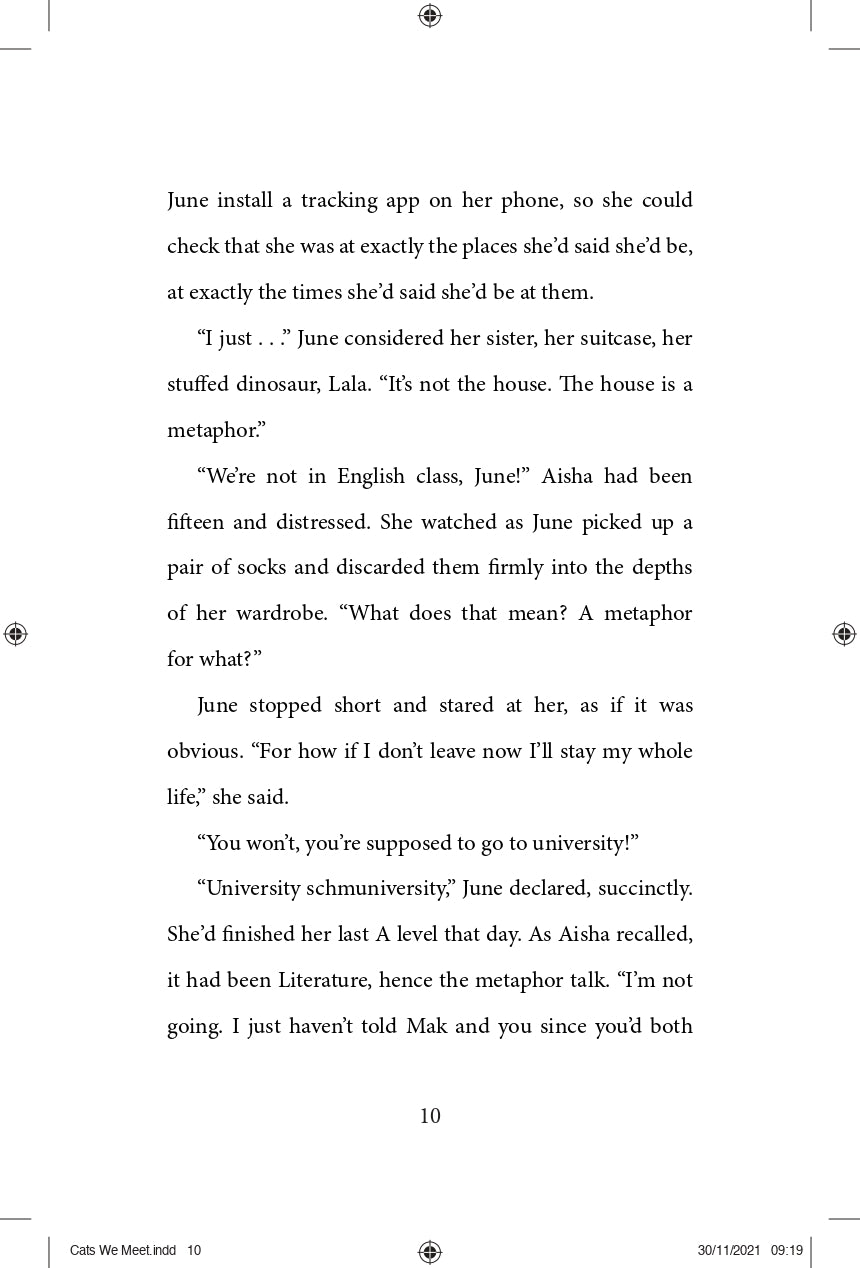 June install a tracking app on her phone, so she could
check that she was at exactly the places she’d said she’d be,
at exactly the times she’d said she’d be at them.
“I just . . .” June considered her sister, her suitcase, her
stuffed dinosaur, Lala. “It’s not the house. The house is a
metaphor.”
“We’re not in English class, June!” Aisha had been
fifteen and distressed. She watched as June picked up a
pair of socks and discarded them firmly into the depths
of her wardrobe. “What does that mean? A metaphor
for what?”
June stopped short and stared at her, as if it was
obvious. “For how if I don’t leave now I’ll stay my whole
life,” she said.
“You won’t, you’re supposed to go to university!”
“University schmuniversity,” June declared, succinctly.
She’d finished her last A level that day. As Aisha recalled,
it had been Literature, hence the metaphor talk. “I’m not
going. I just haven’t told Mak and you since you’d both
10
Cats We Meet.indd 10
30/11/2021 09:19